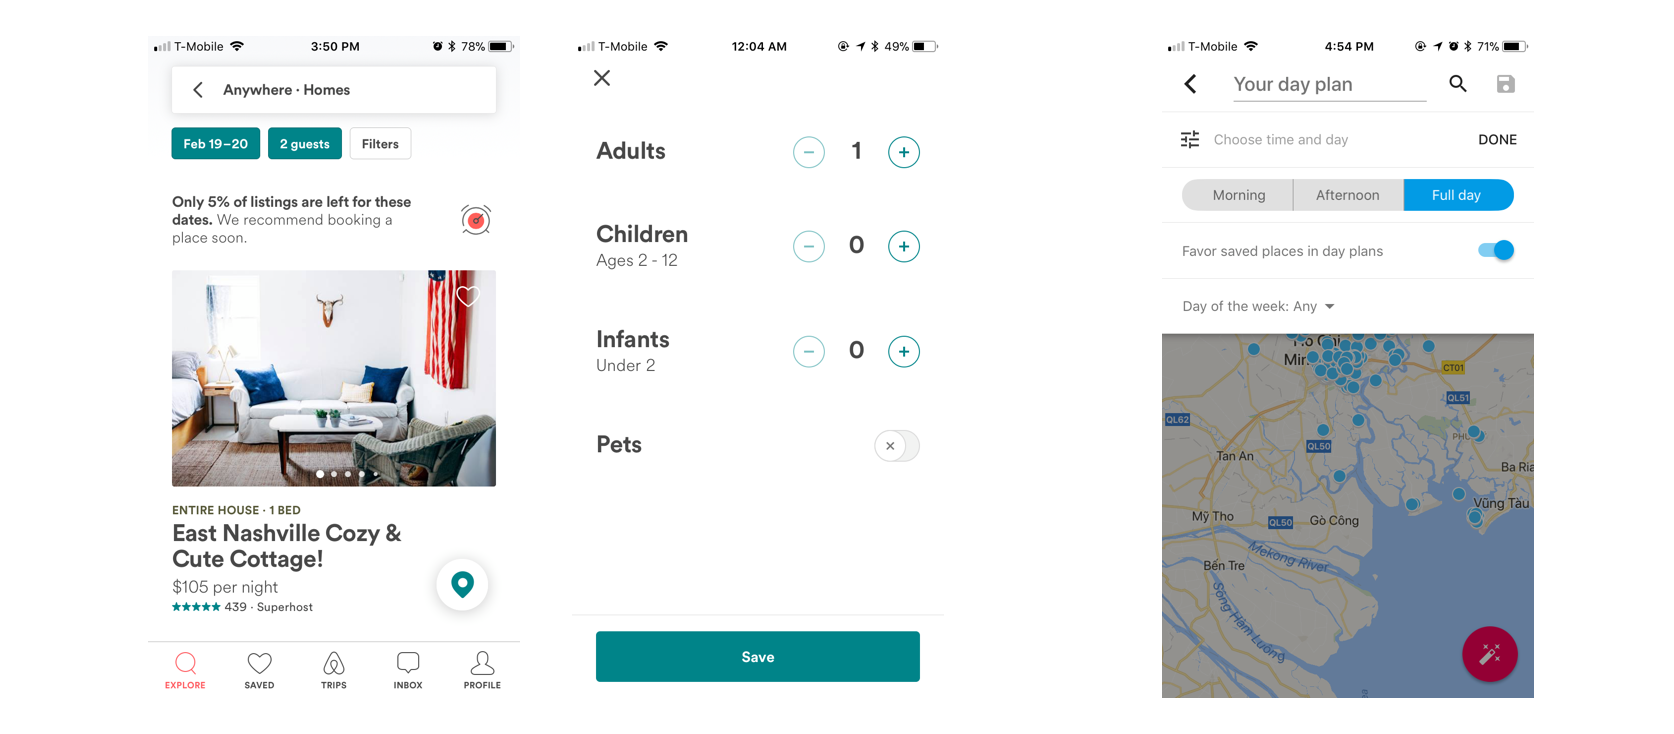 T-Mobile 3:50 PM 78%
Anywhere · Homes
Feb 19–20 2 guests Filters
Only 5% of listings are left for these
dates. We recommend booking a
place soon.
ENTIRE HOUSE · 1 BED
East Nashville Cozy &
Cute Cottage!
$105 per night
439 · Superhost
EXPLORE SAVED TRIPS INBOX PROFILE
T-Mobile 12:04 AM 49%
Adults 1
Children 0
Ages 2 - 12
Infants 0
Under 2
Pets
Save
T-Mobile 4:54 PM 71%
Your day plan
Choose time and day DONE
Morning Afternoon Full day
Favor saved places in day plans
Day of the week: Any
CT01
QL51
QL62
QL50
Tan An
Ba Ria
Vũng Tàu
Mỹ Tho
QL50
Gò Công
Mekong River
Bến Tre
Sông Hàm Luông